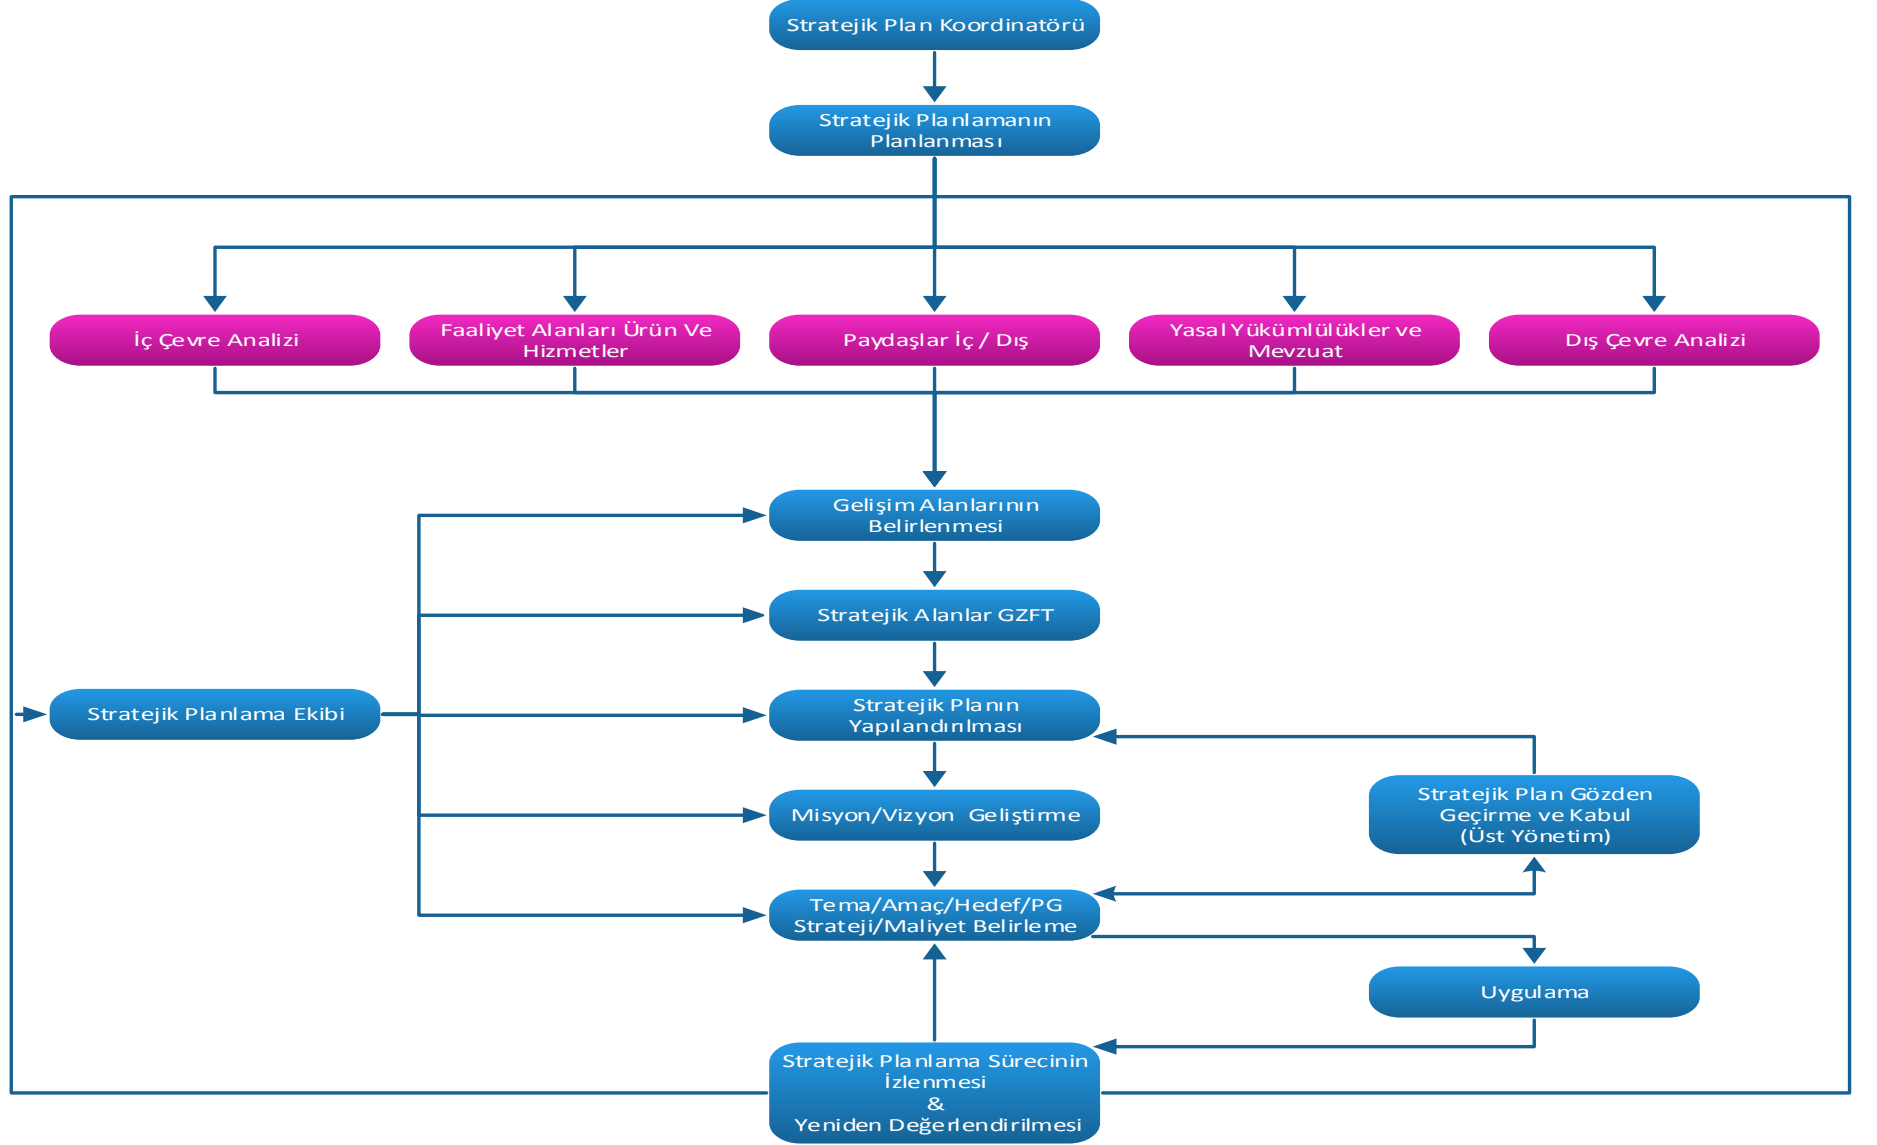 Stratejik Plan Koordinatörü
Stratejik Planlamanın
Planlanması
İç Çevre Analizi
Faaliyet Alanları Ürün Ve
Hizmetler
Paydaşlar İç / Dış
Yasal Yükümlülükler ve
Mevzuat
Dış Çevre Analizi
Gelişim Alanlarının
Belirlenmesi
Stratejik Alanlar GZFT
Stratejik Planlama Ekibi
Stratejik Planın
Yapılandırılması
Misyon/Vizyon Geliştirme
Stratejik Plan Gözden
Geçirme ve Kabul
(Üst Yönetim)
Tema/Amaç/Hedef/PG
Strateji/Maliyet Belirleme
Uygulama
Stratejik Planlama Sürecinin
İzlenmesi
&
Yeniden Değerlendirilmesi